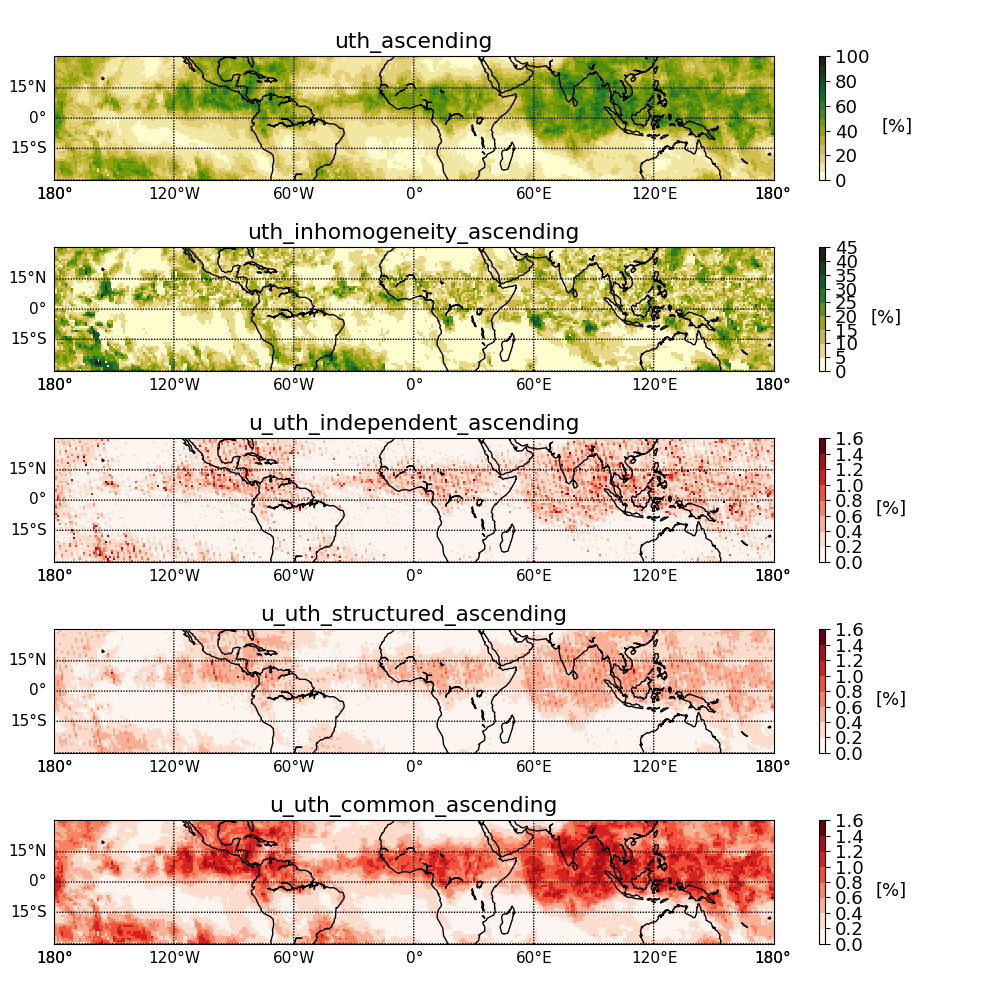 uth_ascending
15°N
0°
15°S
180° 120°W 60°W 0° 60°E 120°E 180°
100
80
60
40
20
0
[%]
uth_inhomogeneity_ascending
15°N
0°
15°S
180° 120°W 60°W 0° 60°E 120°E 180°
45
40
35
30
25
20
15
10
5
0
[%]
u_uth_independent_ascending
15°N
0°
15°S
180° 120°W 60°W 0° 60°E 120°E 180°
1.6
1.4
1.2
1.0
0.8
0.6
0.4
0.2
0.0
[%]
u_uth_structured_ascending
15°N
0°
15°S
180° 120°W 60°W 0° 60°E 120°E 180°
1.6
1.4
1.2
1.0
0.8
0.6
0.4
0.2
0.0
[%]
u_uth_common_ascending
15°N
0°
15°S
180° 120°W 60°W 0° 60°E 120°E 180°
1.6
1.4
1.2
1.0
0.8
0.6
0.4
0.2
0.0
[%]